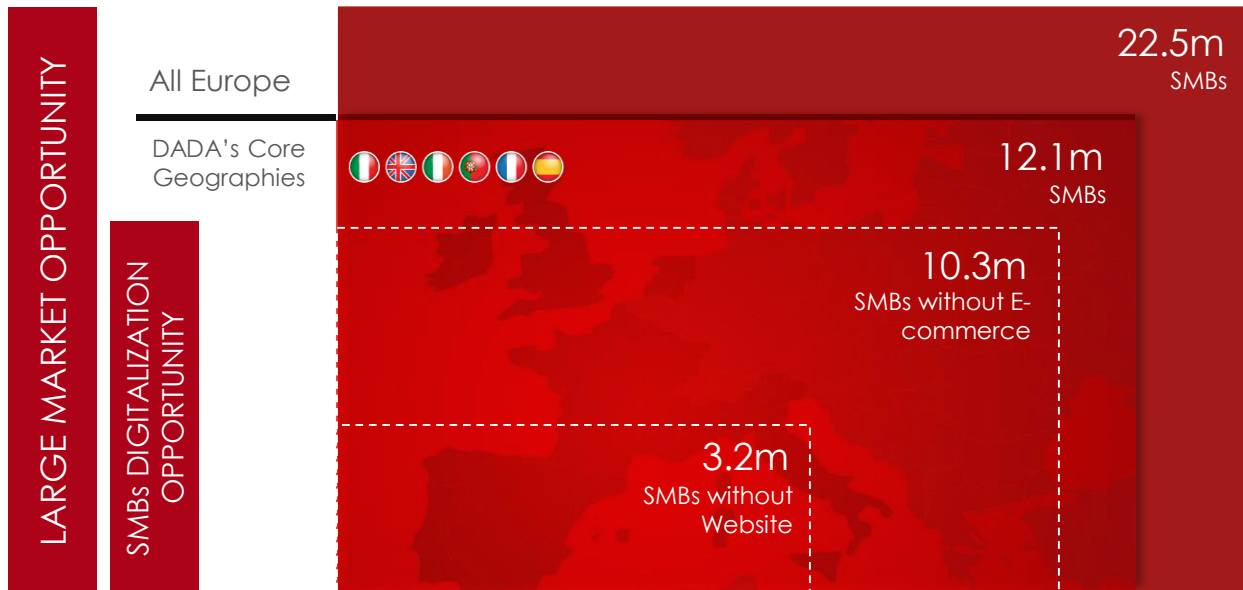 LARGE MARKET OPPORTUNITY
SMBs DIGITALIZATION
OPPORTUNITY
All Europe
22.5m
SMBs
DADA's Core
Geographies
12.1m
SMBs
10.3m
SMBs without E-
commerce
3.2m
SMBs without
Website